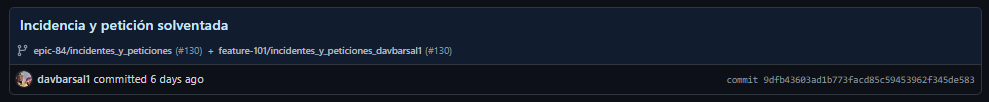 Incidencia y petición solventada
epic-84/incidentes_y_peticiones (#130) + feature-101/incidentes_y_peticiones_davbarsal1 (#130)
davbarsal1 committed 6 days ago commit 9dfb43603ad1b773facd85c59453962f345de583